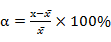 α = (x−x̄)/x̄ × 100%